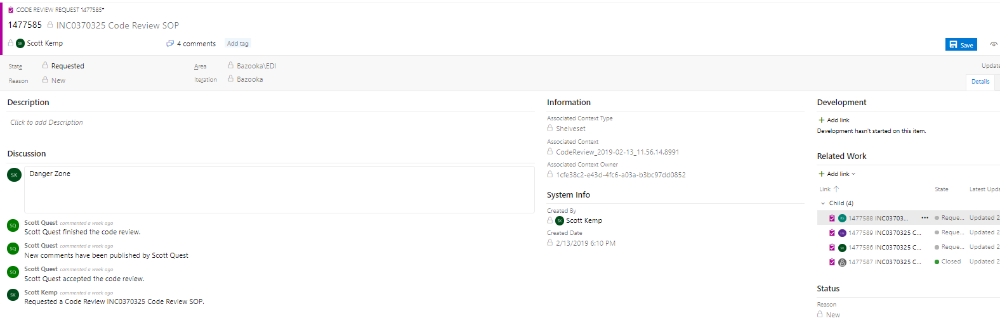 CODE REVIEW REQUEST 1477585*
1477585 INC0370325 Code Review SOP
SK Scott Kemp 4 comments Add tag
Save
State Requested Area Bazooka\EDI
Update
Reason New Iteration Bazooka
Details
Description Information Development
Click to add Description
Associated Context Type
Shelveset
Add link
Development hasn't started on this item.
Associated Context
CodeReview_2019-02-13_11.56.14.8991
Discussion
Related Work
Associated Context Owner
1cfe38c2-e43d-4fc6-a03a-b3bc97dd0852
SK Danger Zone
Add link
System Info
Link State Latest Upda
Child (4)
Created By
SK Scott Kemp
KS 1477588 INC03703... ••• Reque... Updated 2
SQ Scott Quest commented a week ago
Scott Quest finished the code review.
Created Date
2/13/2019 6:10 PM
LG 1477589 INC0370325 C... Reque... Updated 2
SQ Scott Quest commented a week ago
New comments have been published by Scott Quest
SK 1477586 INC0370325 C... Reque... Updated 2
1477587 INC0370325 C... Closed Updated 2
SQ Scott Quest commented a week ago
Scott Quest accepted the code review.
SK Scott Kemp commented a week ago
Requested a Code Review INC0370325 Code Review SOP.
Status
Reason
New